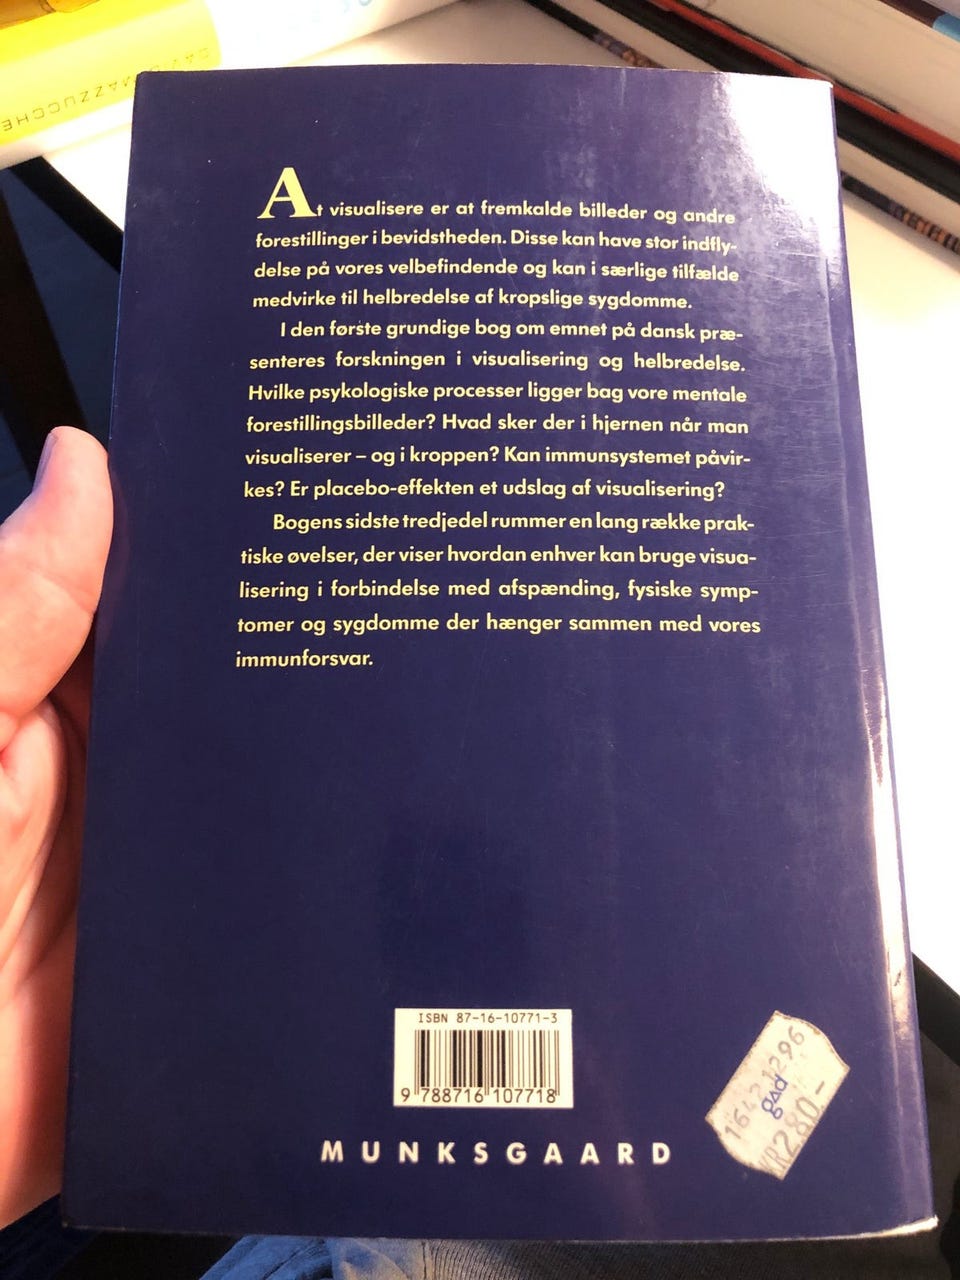 DAVID MAZZUCCHE
At visualisere er at fremkalde billeder og andre
forestillinger i bevidstheden. Disse kan have stor indfly-
delse på vores velbefindende og kan i særlige tilfælde
medvirke til helbredelse af kropslige sygdomme.
I den første grundige bog om emnet på dansk præ-
senteres forskningen i visualisering og helbredelse.
Hvilke psykologiske processer ligger bag vore mentale
forestillingsbilleder? Hvad sker der i hjernen når man
visualiserer – og i kroppen? Kan immunsystemet påvir-
kes? Er placebo-effekten et udslag af visualisering?
Bogens sidste tredjedel rummer en lang række prak-
tiske øvelser, der viser hvordan enhver kan bruge visua-
lisering i forbindelse med afspænding, fysiske symp-
tomer og sygdomme der hænger sammen med vores
immunforsvar.
ISBN 87-16-10771-3
9 788716 107718
MUNKSGAARD
1642 1296
gad
KR280.-